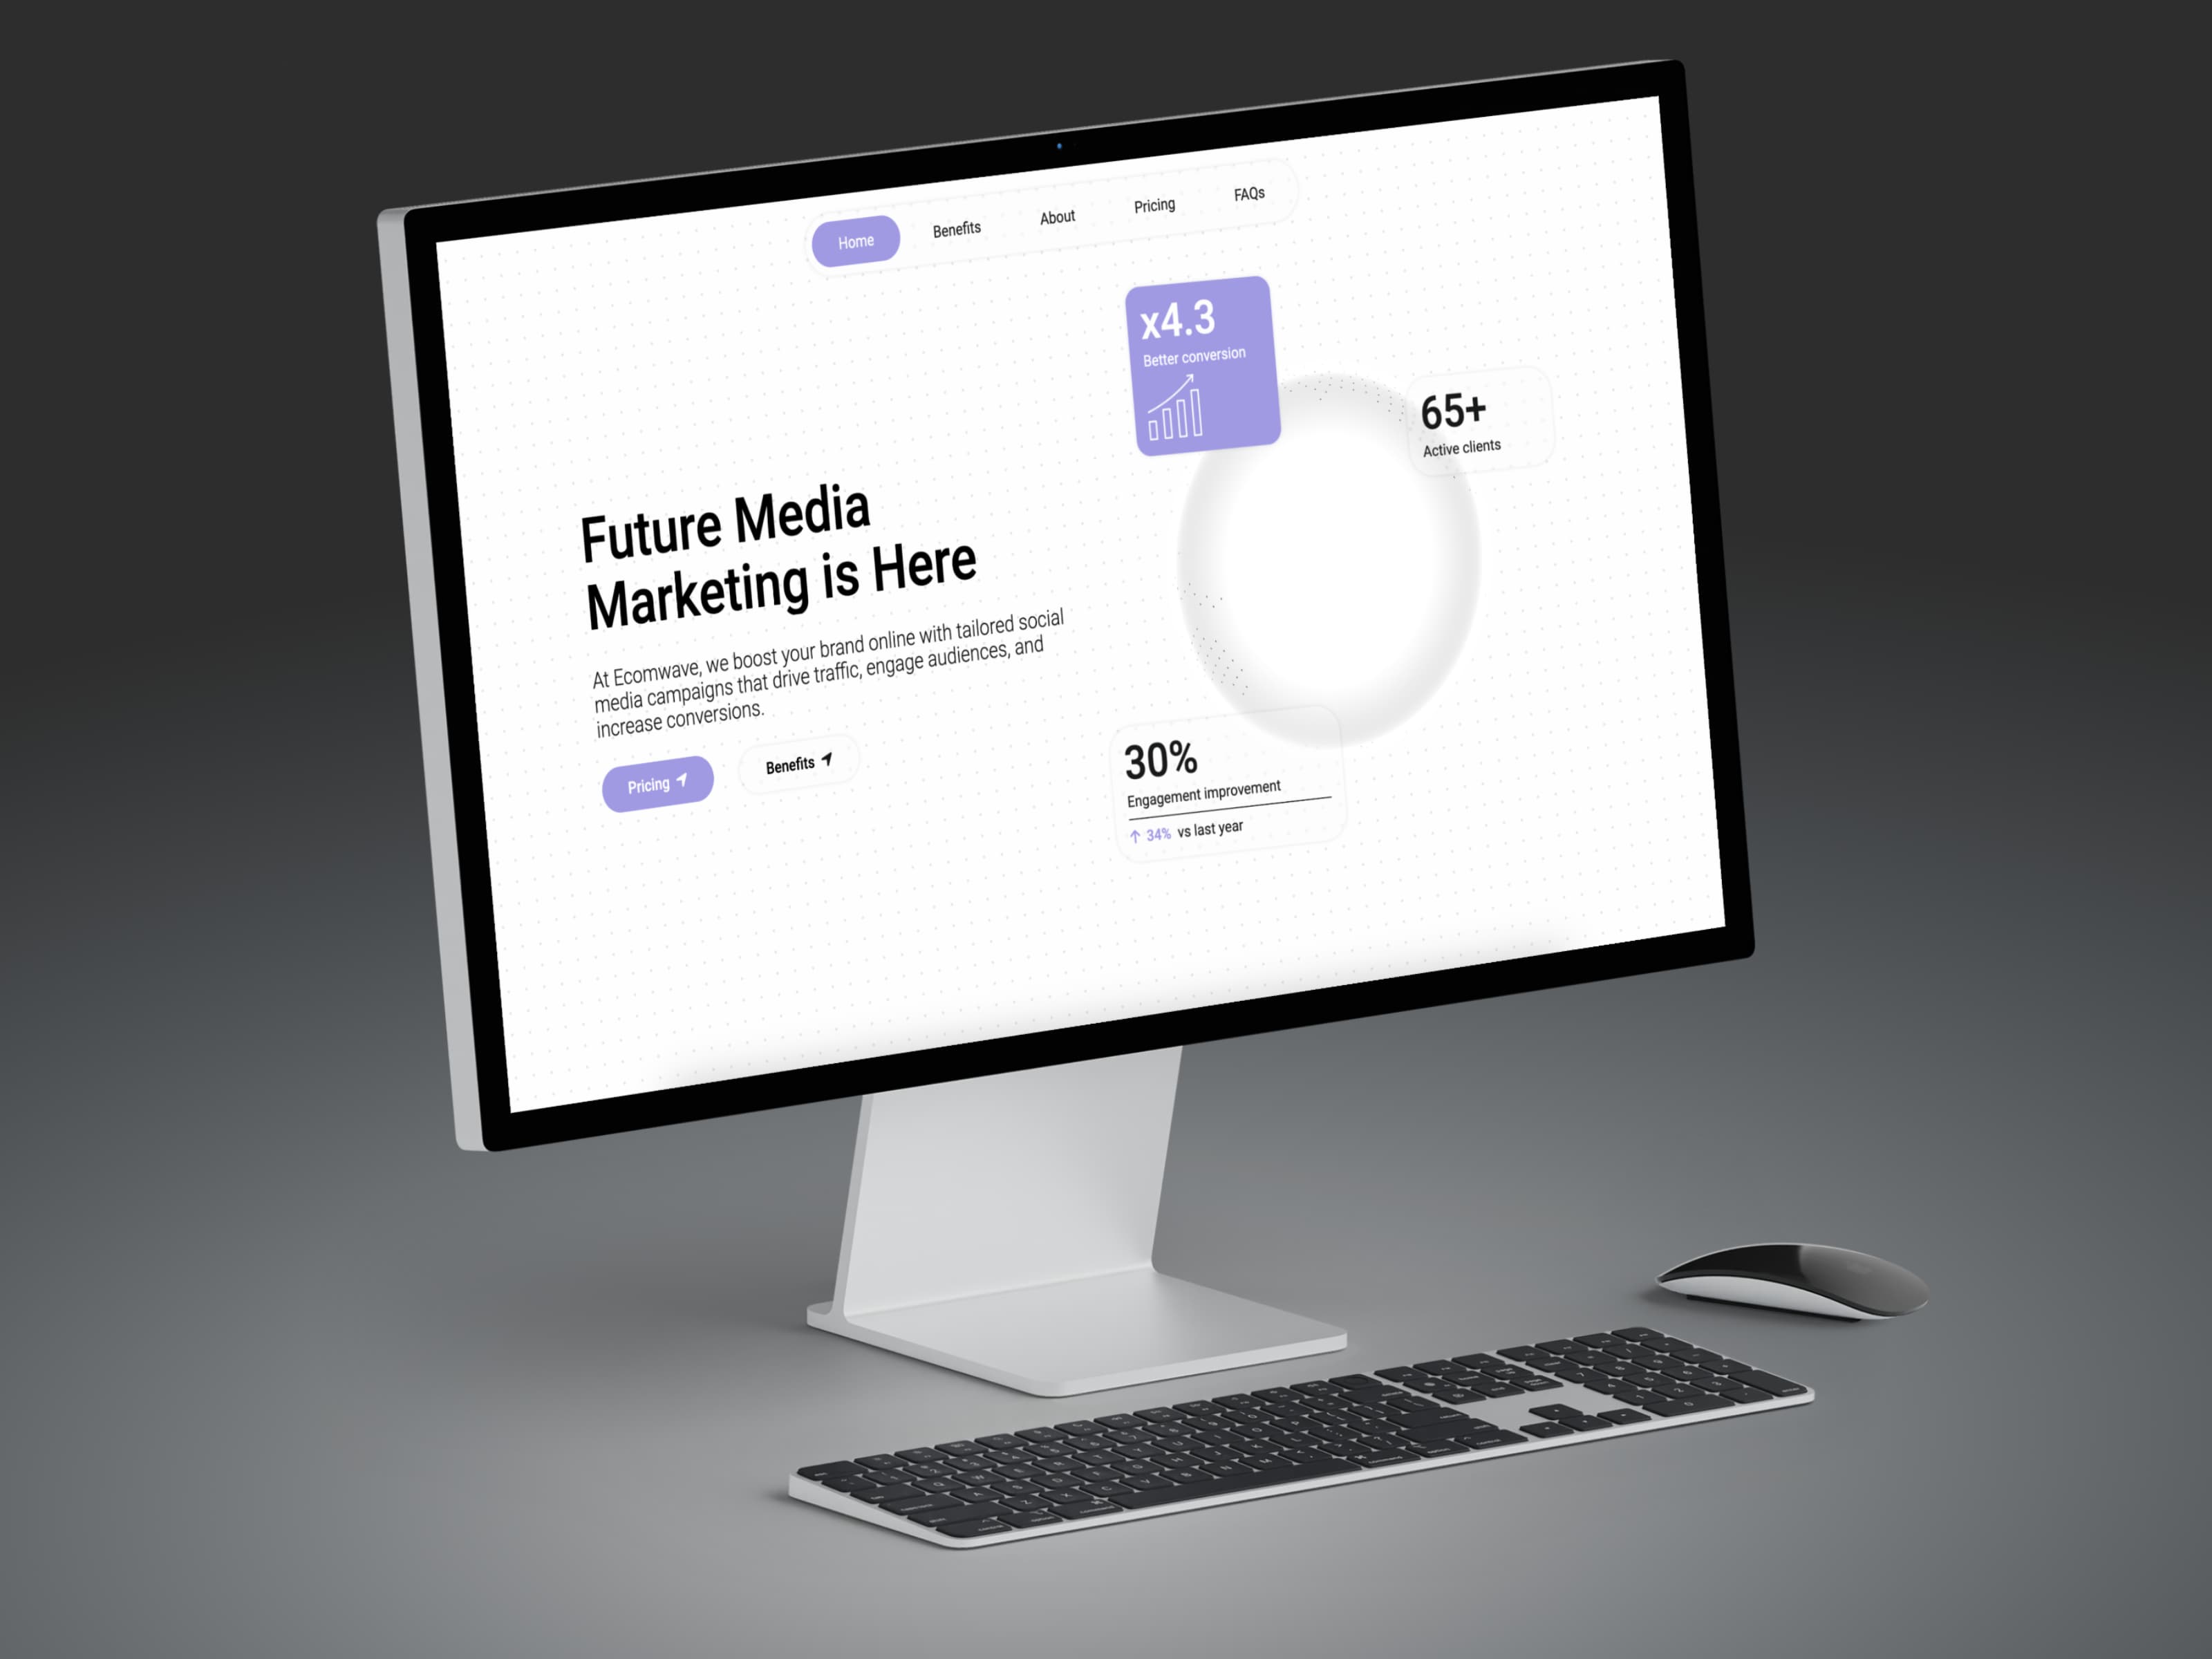 Home
Benefits
About
Pricing
FAQs
x4.3
Better conversion
65+
Active clients
Future Media
Marketing is Here
At Ecomwave, we boost your brand online with tailored social
media campaigns that drive traffic, engage audiences, and
increase conversions.
Pricing
Benefits
30%
Engagement improvement
34% vs last year